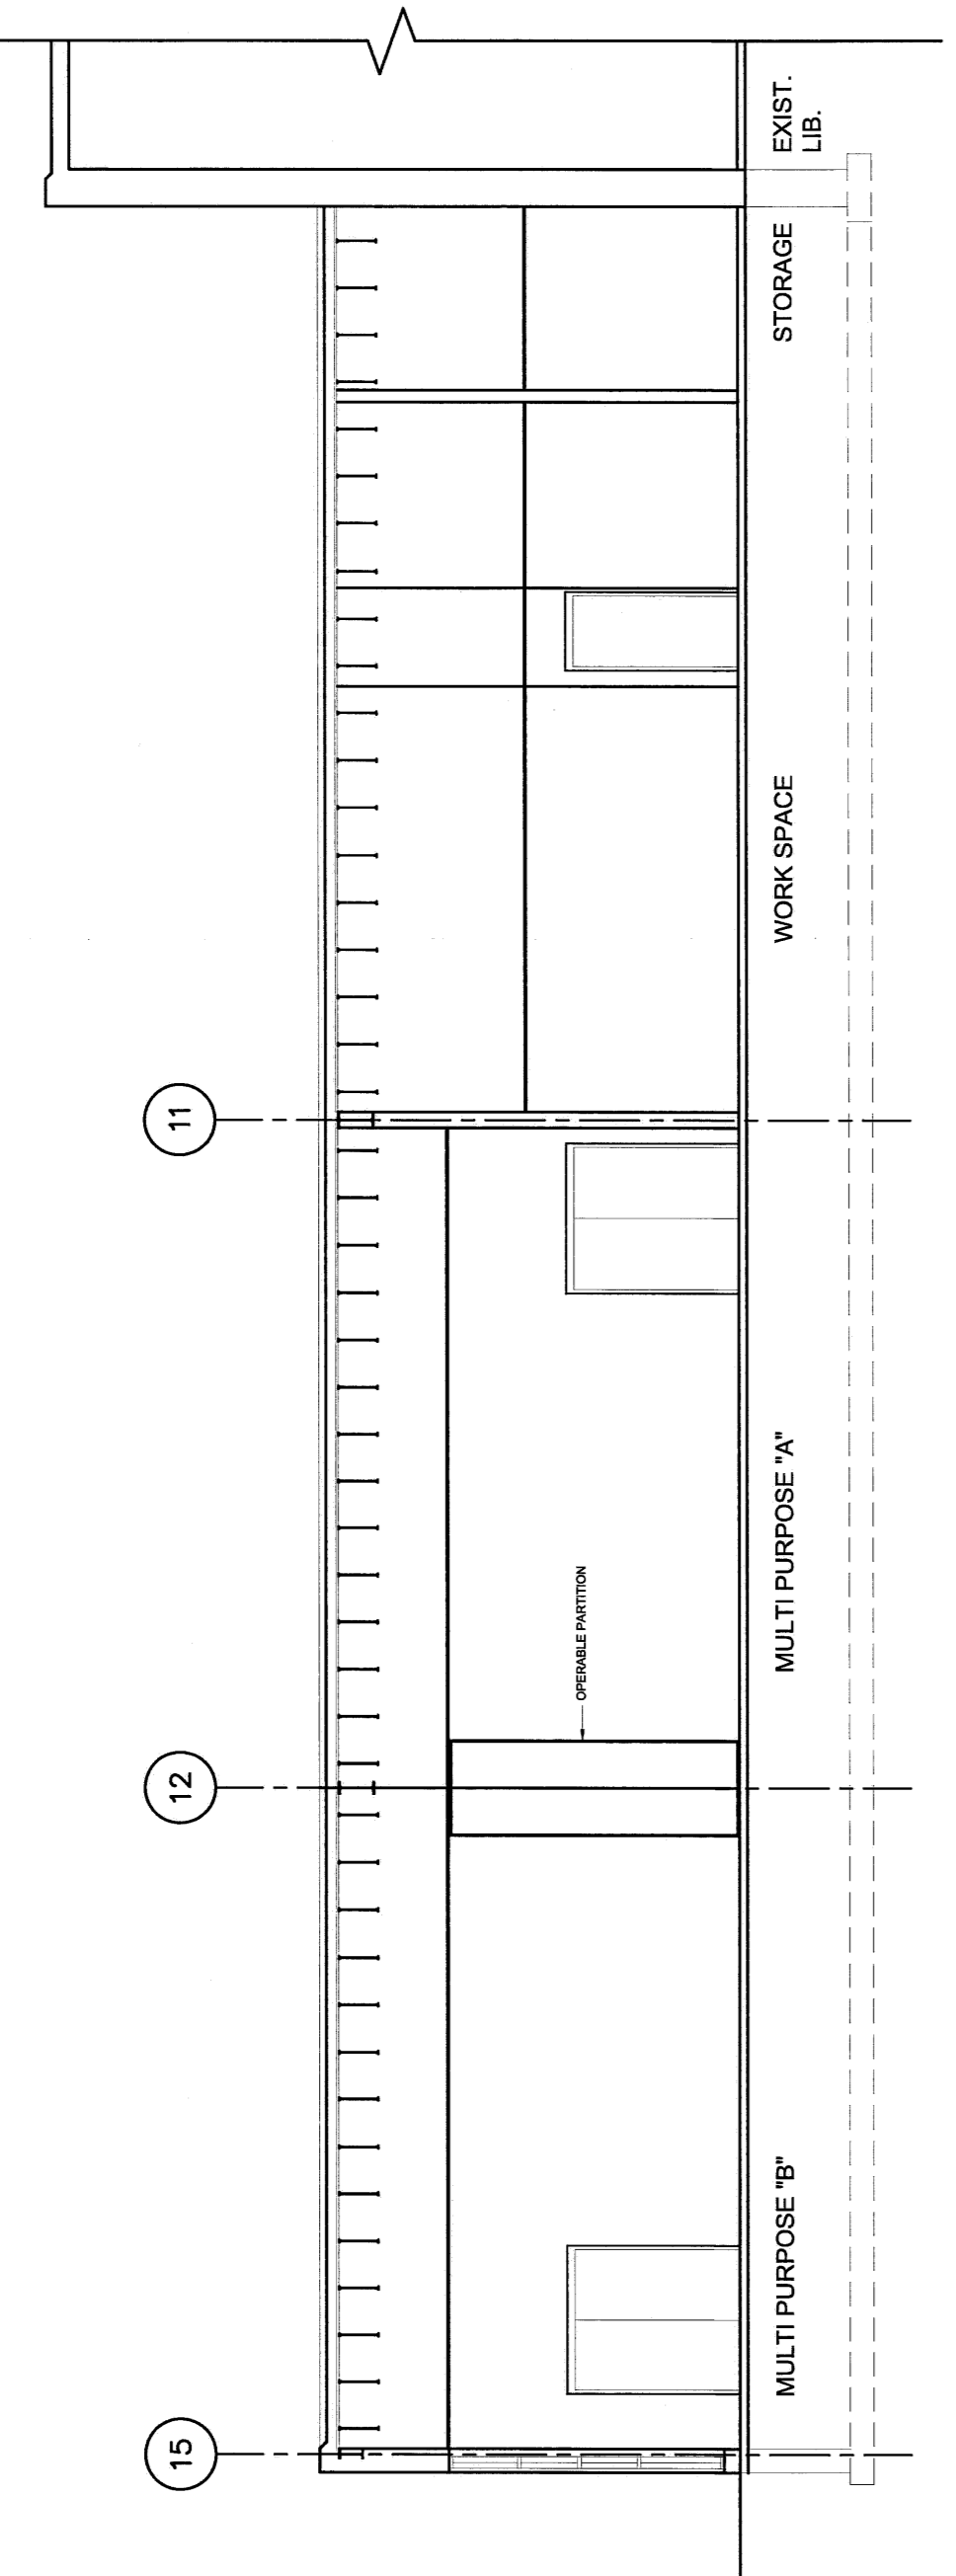 15
12
11
OPERABLE PARTITION
MULTI PURPOSE "B"
MULTI PURPOSE "A"
WORK SPACE
STORAGE
EXIST.
LIB.